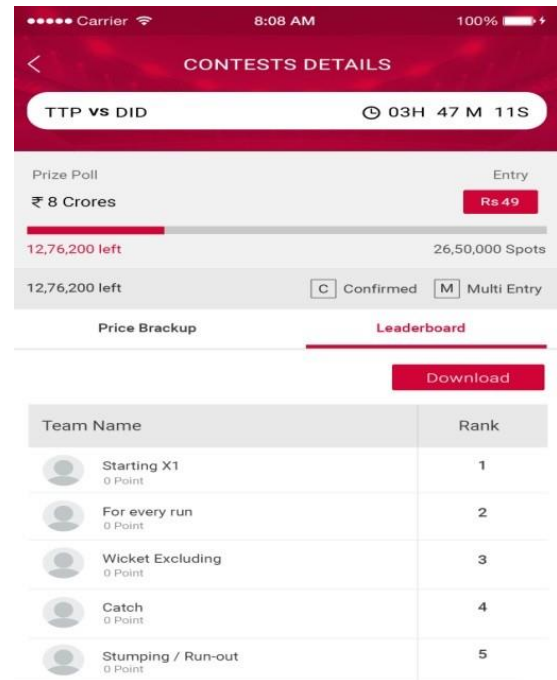 Carrier 8:08 AM 100%
CONTESTS DETAILS
TTP vs DID 03H 47 M 11S
Prize Poll Entry
₹ 8 Crores Rs 49
12,76,200 left 26,50,000 Spots
12,76,200 left C Confirmed M Multi Entry
Price Brackup Leaderboard
Download
Team Name Rank
Starting X1 1
0 Point
For every run 2
0 Point
Wicket Excluding 3
0 Point
Catch 4
0 Point
Stumping / Run-out 5
0 Point